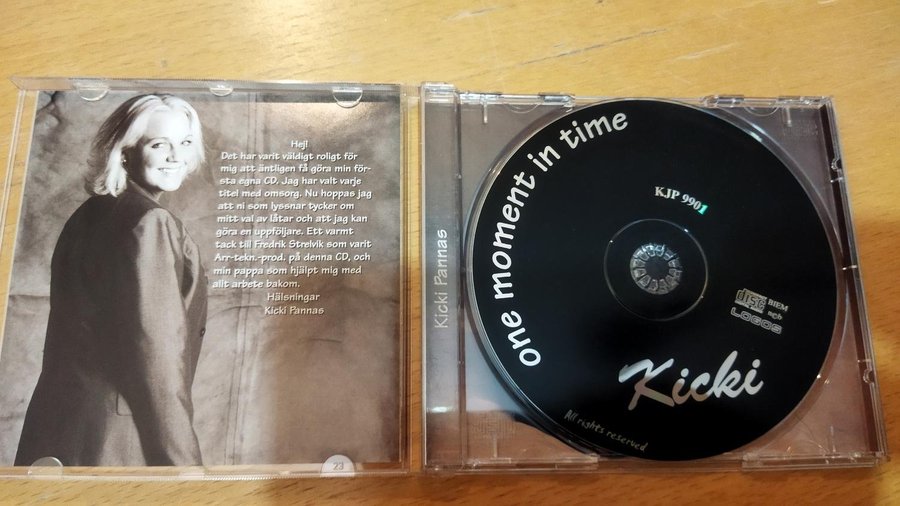 Hej!
Det har varit väldigt roligt för
mig att äntligen få göra min för-
sta egna CD. Jag har valt varje
titel med omsorg. Nu hoppas jag
att ni som lyssnar tycker om
mitt val av låtar och att jag kan
göra en uppföljare. Ett varmt
tack till Fredrik Strelvik som varit
Arr-tekn.-prod. på denna CD, och
min pappa som hjälpt mig med
allt arbete bakom.
Hälsningar
Kicki Pannas
23
Kicki Pannas
one moment in time
KJP 9901
disc
BIEM
ncb
LOGOS
Kicki
All rights reserved